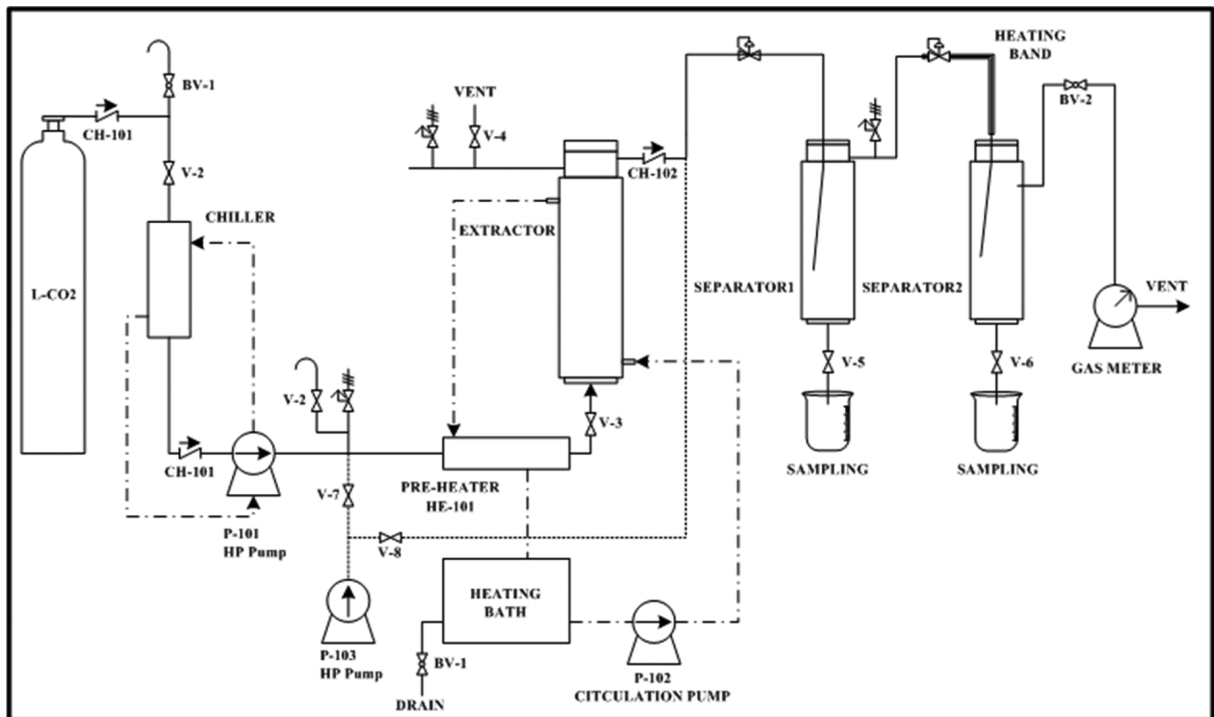 HEATING
BAND
BV-1
VENT
BV-2
CH-101
V-4
V-2
CH-102
CHILLER
EXTRACTOR
L-CO2
SEPARATOR1
SEPARATOR2
VENT
V-5
V-6
GAS METER
V-2
V-3
CH-101
SAMPLING
SAMPLING
PRE-HEATER
HE-101
V-7
P-101
HP Pump
V-8
HEATING
BATH
P-103
HP Pump
BV-1
P-102
CITCULATION PUMP
DRAIN